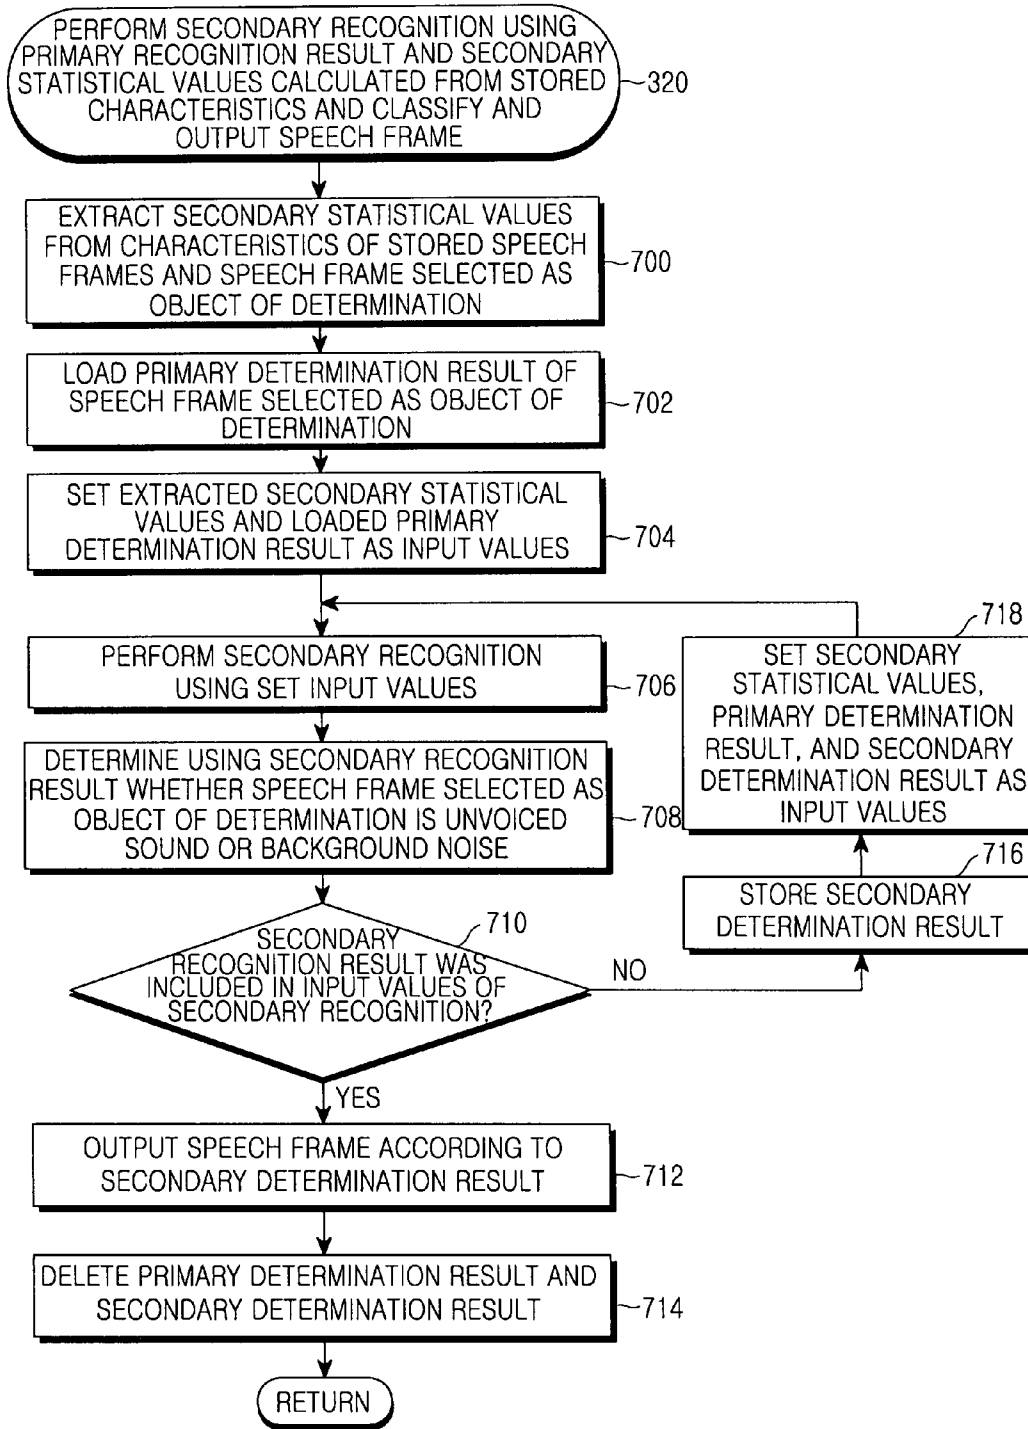 PERFORM SECONDARY RECOGNITION USING
PRIMARY RECOGNITION RESULT AND SECONDARY
STATISTICAL VALUES CALCULATED FROM STORED
CHARACTERISTICS AND CLASSIFY AND
OUTPUT SPEECH FRAME
320
EXTRACT SECONDARY STATISTICAL VALUES
FROM CHARACTERISTICS OF STORED SPEECH
FRAMES AND SPEECH FRAME SELECTED AS
OBJECT OF DETERMINATION
700
LOAD PRIMARY DETERMINATION RESULT OF
SPEECH FRAME SELECTED AS OBJECT OF
DETERMINATION
702
SET EXTRACTED SECONDARY STATISTICAL
VALUES AND LOADED PRIMARY
DETERMINATION RESULT AS INPUT VALUES
704
PERFORM SECONDARY RECOGNITION
USING SET INPUT VALUES
706
DETERMINE USING SECONDARY RECOGNITION
RESULT WHETHER SPEECH FRAME SELECTED AS
OBJECT OF DETERMINATION IS UNVOICED
SOUND OR BACKGROUND NOISE
708
710
SECONDARY
RECOGNITION RESULT WAS
INCLUDED IN INPUT VALUES OF
SECONDARY RECOGNITION?
NO
716
STORE SECONDARY
DETERMINATION RESULT
718
SET SECONDARY
STATISTICAL VALUES,
PRIMARY DETERMINATION
RESULT, AND SECONDARY
DETERMINATION RESULT AS
INPUT VALUES
YES
OUTPUT SPEECH FRAME ACCORDING TO
SECONDARY DETERMINATION RESULT
712
DELETE PRIMARY DETERMINATION RESULT AND
SECONDARY DETERMINATION RESULT
714
RETURN